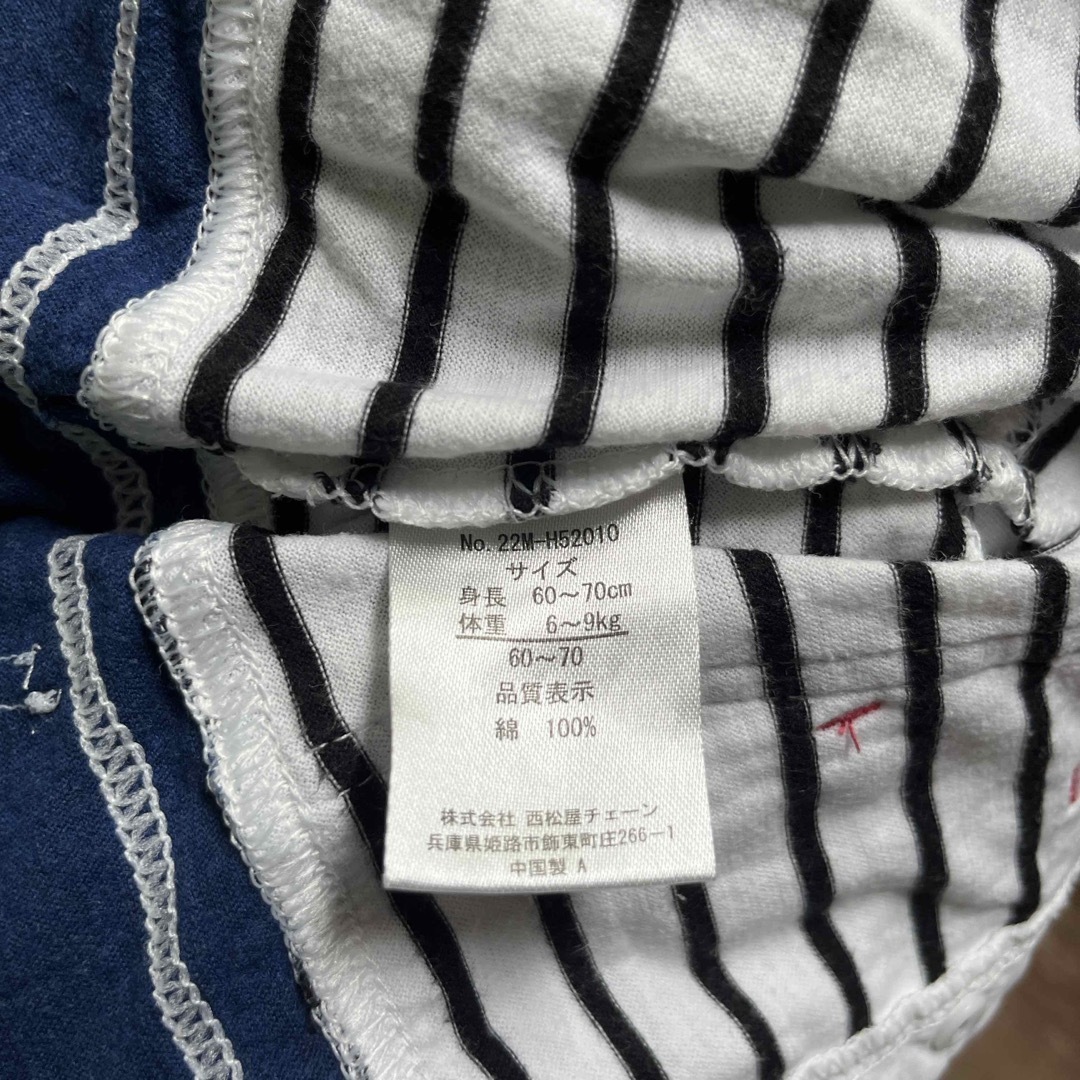 No. 22M-H52010
サイズ
身長 60～70cm
体重 6～9kg
60～70
品質表示
綿 100%
株式会社 西松屋チェーン
兵庫県姫路市飾東町庄266－1
中国製 A